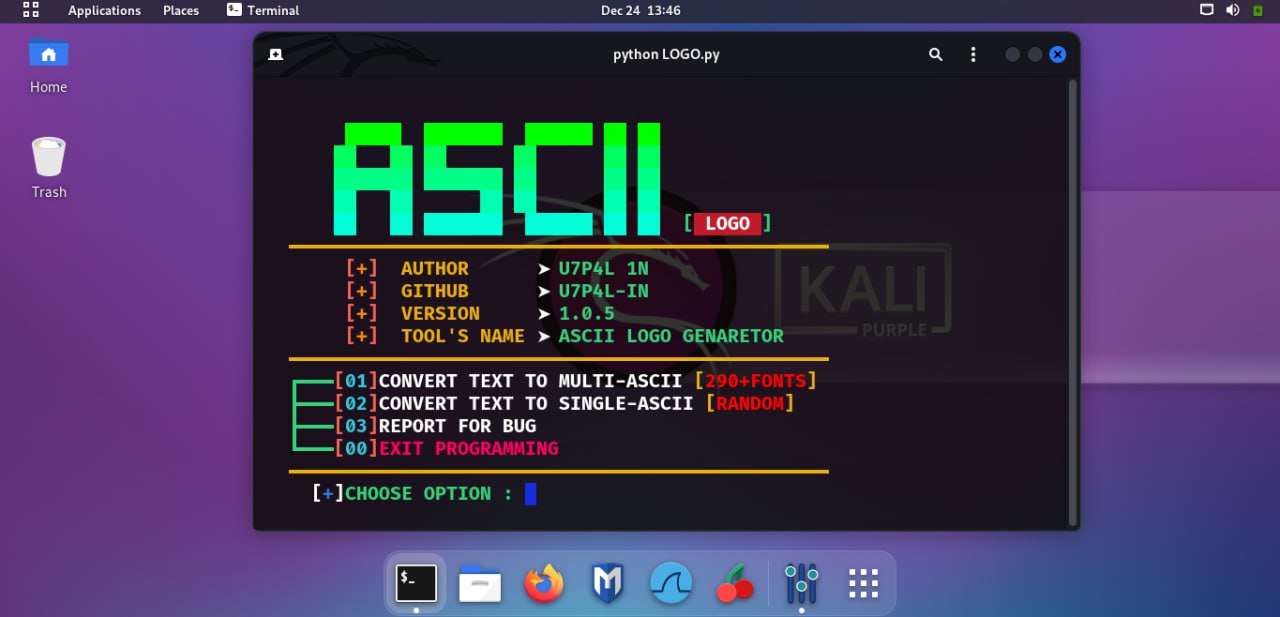 Applications Places Terminal Dec 24 13:46
Home
Trash
python LOGO.py
ASCII [ LOGO ]
[+] AUTHOR ➤ U7P4L 1N
[+] GITHUB ➤ U7P4L-IN
[+] VERSION ➤ 1.0.5
[+] TOOL'S NAME ➤ ASCII LOGO GENARETOR
KALI
PURPLE
[01]CONVERT TEXT TO MULTI-ASCII [290+FONTS]
[02]CONVERT TEXT TO SINGLE-ASCII [RANDOM]
[03]REPORT FOR BUG
[00]EXIT PROGRAMMING
[+]CHOOSE OPTION :
$_